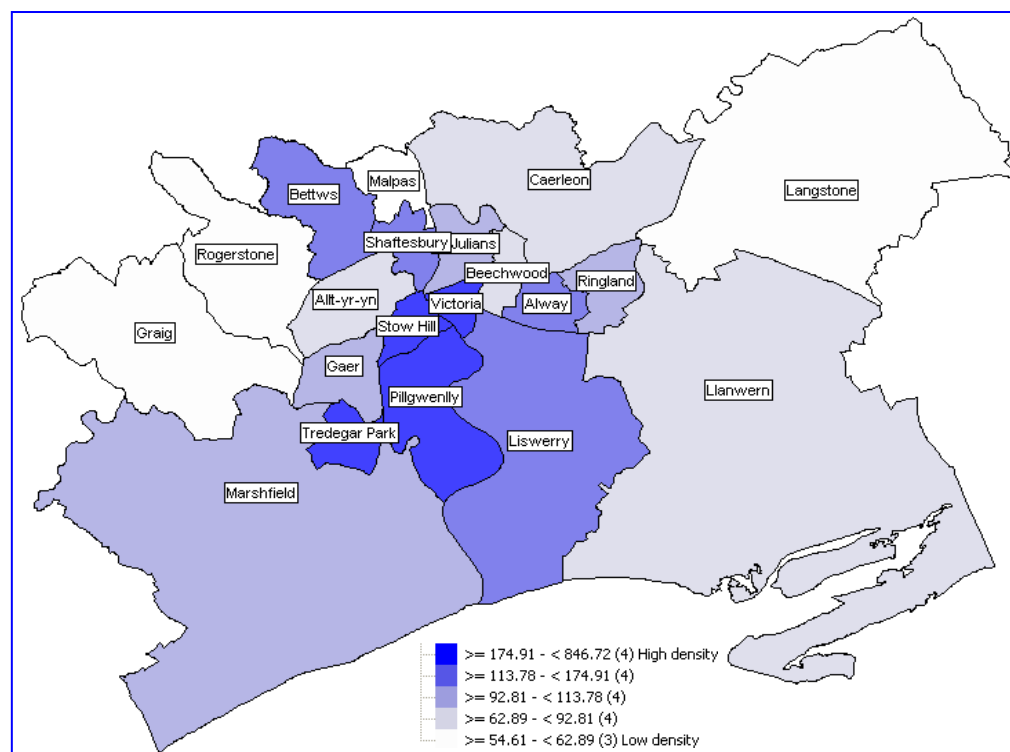 Malpas
Caerleon
Bettws
Langstone
Shaftesbury
Julians
Rogerstone
Beechwood
Ringland
Allt-yr-yn
Victoria
Alway
Stow Hill
Graig
Gaer
Pillgwenlly
Llanwern
Tredegar Park
Liswerry
Marshfield
>= 174.91 - < 846.72 (4) High density
>= 113.78 - < 174.91 (4)
>= 92.81 - < 113.78 (4)
>= 62.89 - < 92.81 (4)
>= 54.61 - < 62.89 (3) Low density